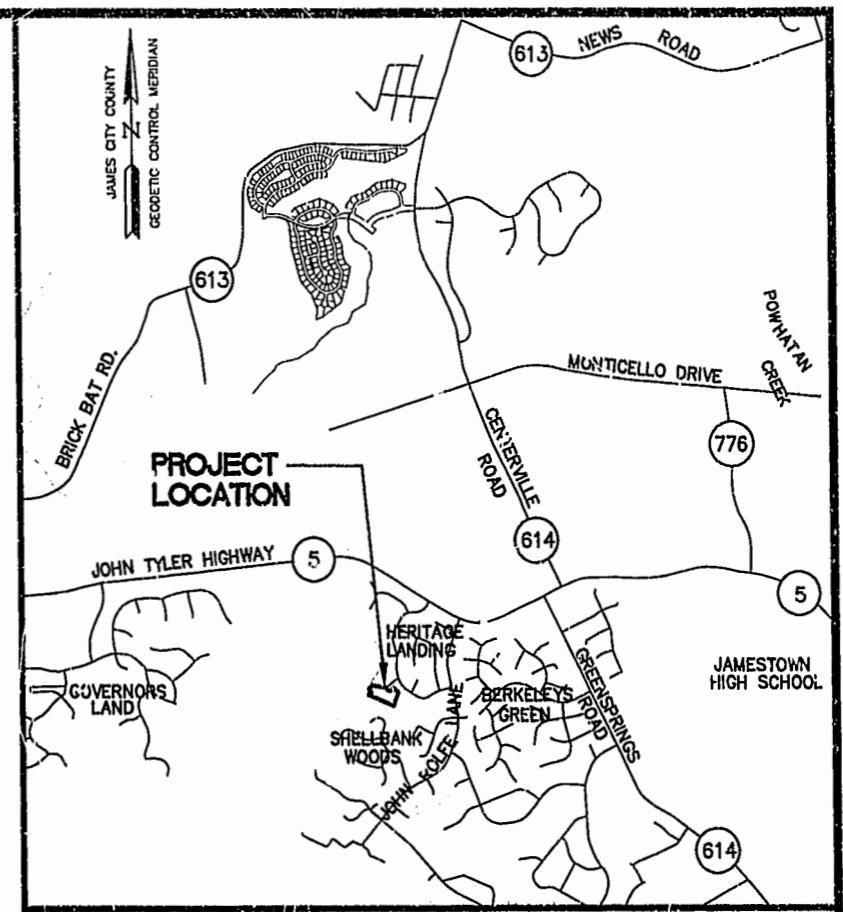 JAMES CITY COUNTY
N
GEODETIC CONTROL MERIDIAN
613
NEWS ROAD
613
BRICK BAT RD.
POWHATAN
CREEK
MONTICELLO DRIVE
776
CENTERVILLE
ROAD
614
PROJECT
LOCATION
JOHN TYLER HIGHWAY
5
5
HERITAGE
LANDING
GOVERNORS
LAND
SHELLBANK
WOODS
JOHN ROLFE LANE
BERKELEYS
GREEN
GREENSPRINGS
ROAD
JAMESTOWN
HIGH SCHOOL
614